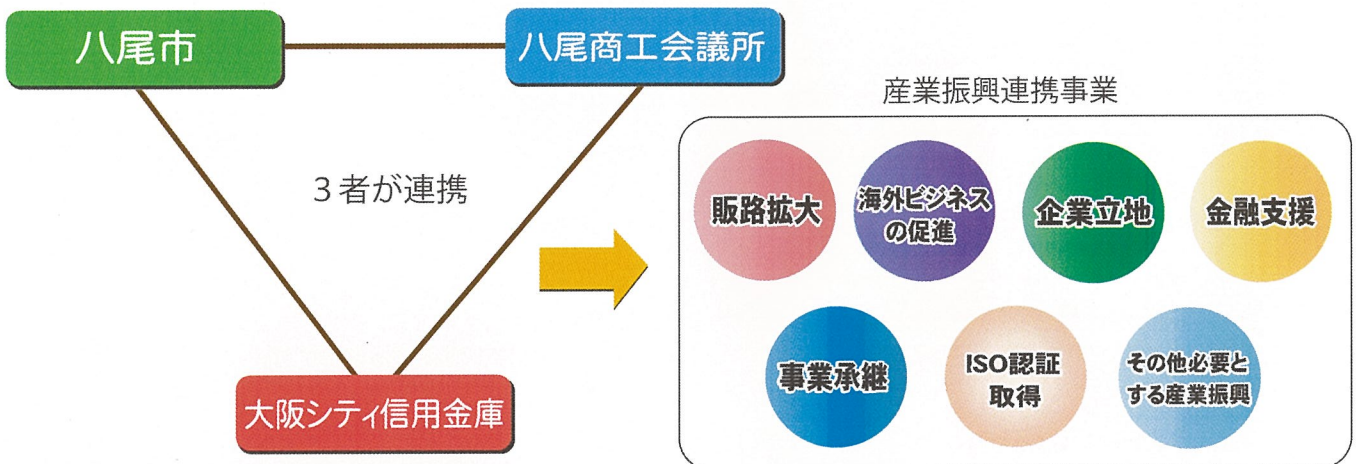 八尾市
八尾商工会議所
3者が連携
大阪シティ信用金庫
産業振興連携事業
販路拡大
海外ビジネス
の促進
企業立地
金融支援
事業承継
ISO認証
取得
その他必要と
する産業振興